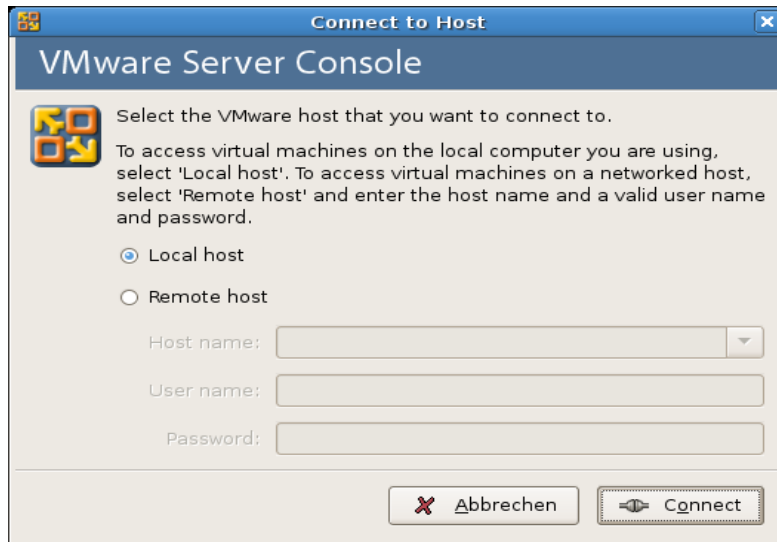 Connect to Host
VMware Server Console
Select the VMware host that you want to connect to.
To access virtual machines on the local computer you are using,
select 'Local host'. To access virtual machines on a networked host,
select 'Remote host' and enter the host name and a valid user name
and password.
Local host
Remote host
Host name:
User name:
Password:
Abbrechen
Connect